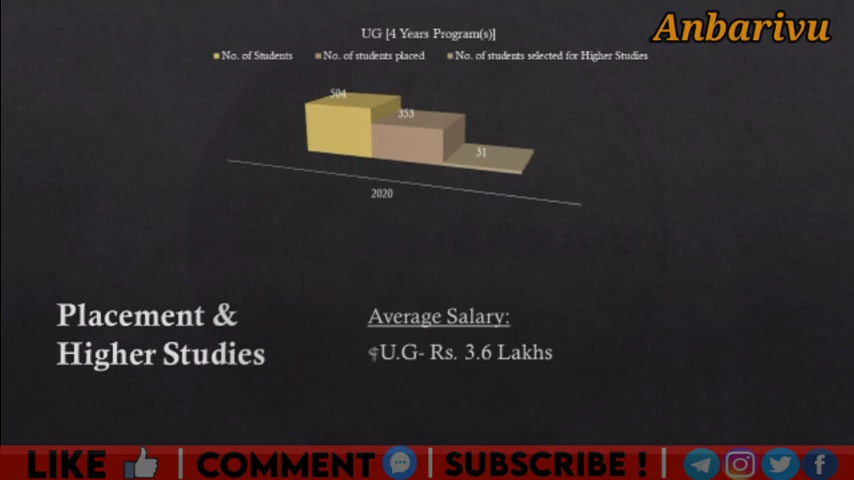 Anbarivu
UG [4 Years Program(s)]
No. of Students No. of students placed No. of students selected for Higher Studies
504
353
31
2020
Placement &
Higher Studies
Average Salary:
U.G- Rs. 3.6 Lakhs
LIKE | COMMENT | SUBSCRIBE ! |